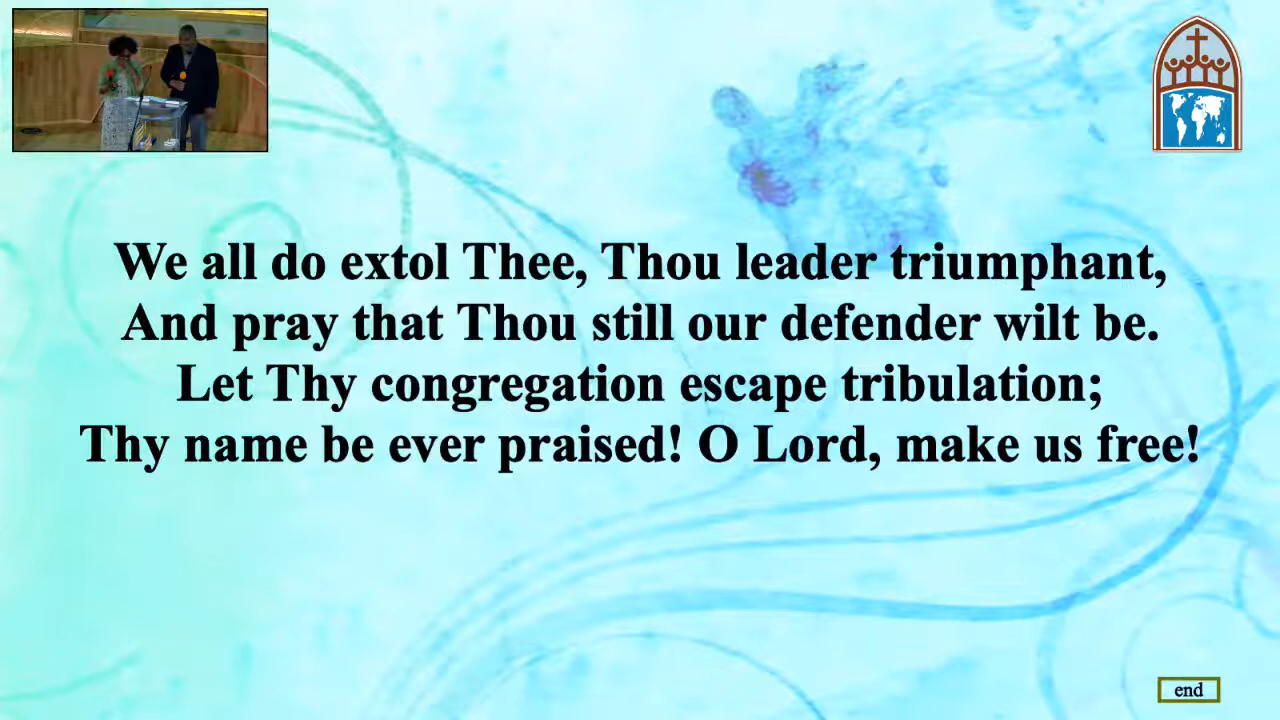 We all do extol Thee, Thou leader triumphant,
And pray that Thou still our defender wilt be.
Let Thy congregation escape tribulation;
Thy name be ever praised! O Lord, make us free!
end